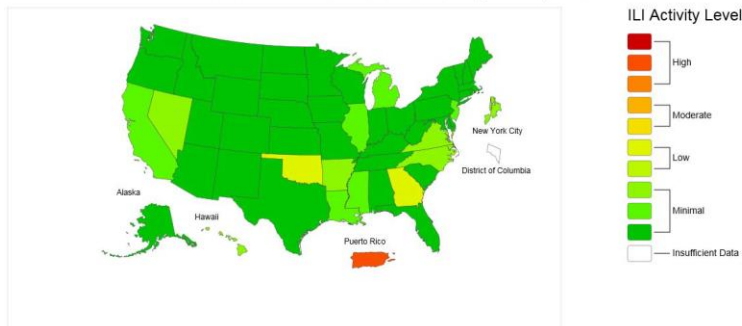 ILI Activity Level
High
Moderate
Low
Minimal
Insufficient Data
New York City
District of Columbia
Alaska
Hawaii
Puerto Rico